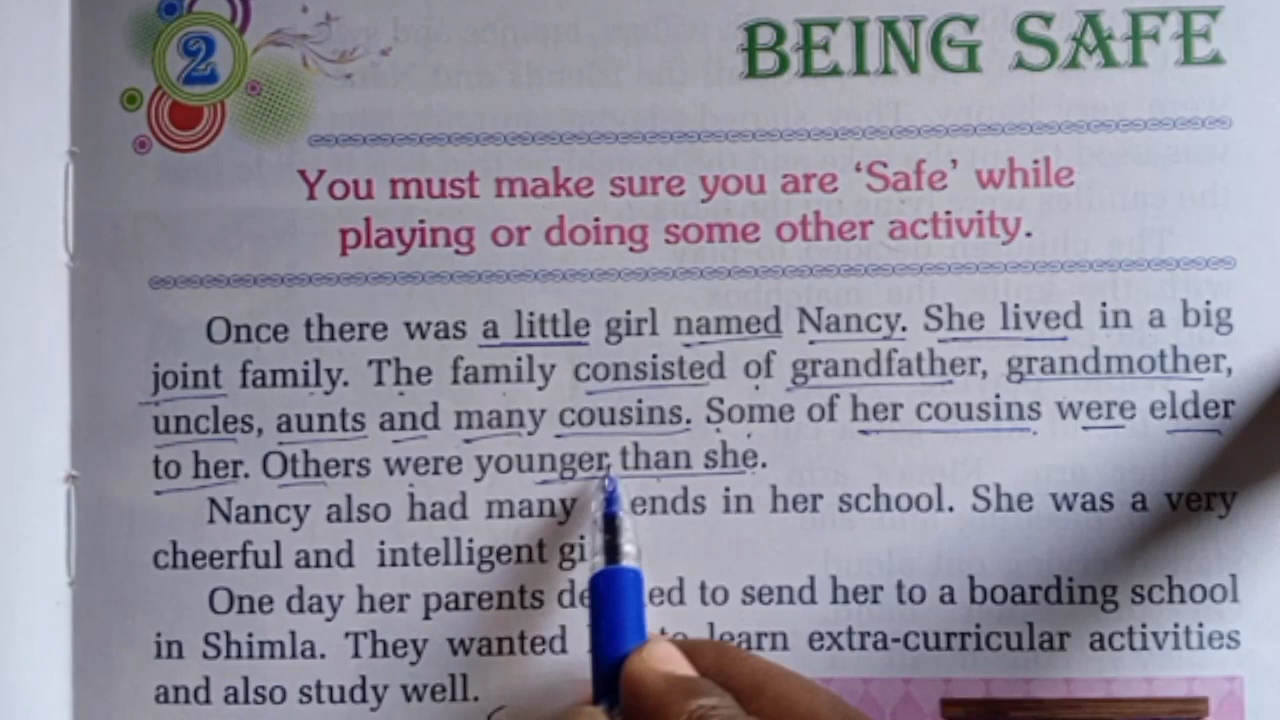 2
BEING SAFE
You must make sure you are ‘Safe’ while
playing or doing some other activity.
Once there was a little girl named Nancy. She lived in a big
joint family. The family consisted of grandfather, grandmother,
uncles, aunts and many cousins. Some of her cousins were elder
to her. Others were younger than she.
Nancy also had many ends in her school. She was a very
cheerful and intelligent gi
One day her parents de ed to send her to a boarding school
in Shimla. They wanted to learn extra-curricular activities
and also study well.